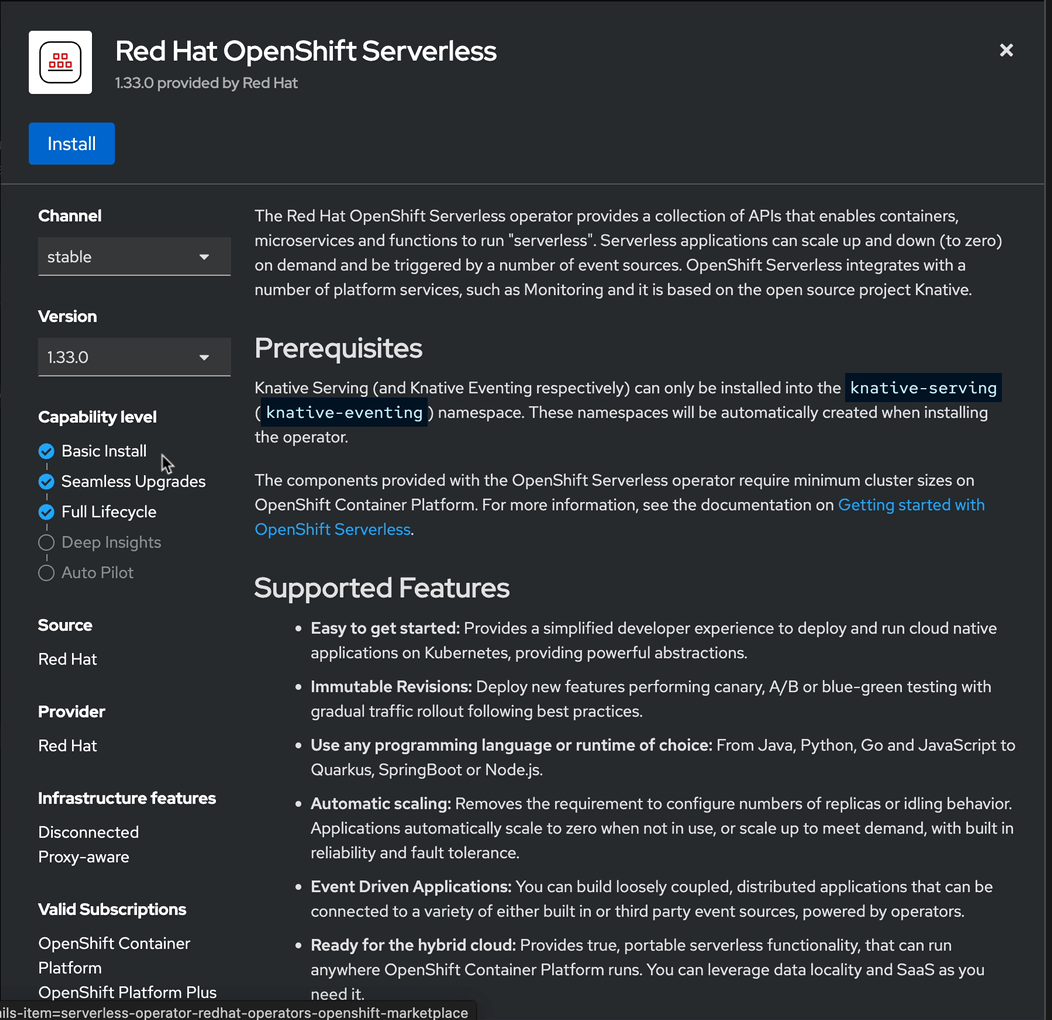 Red Hat OpenShift Serverless
1.33.0 provided by Red Hat
Install
Channel
stable
Version
1.33.0
Capability level
Basic Install
Seamless Upgrades
Full Lifecycle
Deep Insights
Auto Pilot
Source
Red Hat
Provider
Red Hat
Infrastructure features
Disconnected
Proxy-aware
Valid Subscriptions
OpenShift Container
Platform
OpenShift Platform Plus
The Red Hat OpenShift Serverless operator provides a collection of APIs that enables containers,
microservices and functions to run "serverless". Serverless applications can scale up and down (to zero)
on demand and be triggered by a number of event sources. OpenShift Serverless integrates with a
number of platform services, such as Monitoring and it is based on the open source project Knative.
Prerequisites
Knative Serving (and Knative Eventing respectively) can only be installed into the knative-serving
( knative-eventing ) namespace. These namespaces will be automatically created when installing
the operator.
The components provided with the OpenShift Serverless operator require minimum cluster sizes on
OpenShift Container Platform. For more information, see the documentation on Getting started with
OpenShift Serverless.
Supported Features
• Easy to get started: Provides a simplified developer experience to deploy and run cloud native
applications on Kubernetes, providing powerful abstractions.
• Immutable Revisions: Deploy new features performing canary, A/B or blue-green testing with
gradual traffic rollout following best practices.
• Use any programming language or runtime of choice: From Java, Python, Go and JavaScript to
Quarkus, SpringBoot or Node.js.
• Automatic scaling: Removes the requirement to configure numbers of replicas or idling behavior.
Applications automatically scale to zero when not in use, or scale up to meet demand, with built in
reliability and fault tolerance.
• Event Driven Applications: You can build loosely coupled, distributed applications that can be
connected to a variety of either built in or third party event sources, powered by operators.
• Ready for the hybrid cloud: Provides true, portable serverless functionality, that can run
anywhere OpenShift Container Platform runs. You can leverage data locality and SaaS as you
need it.
ils-item=serverless-operator-redhat-operators-openshift-marketplace